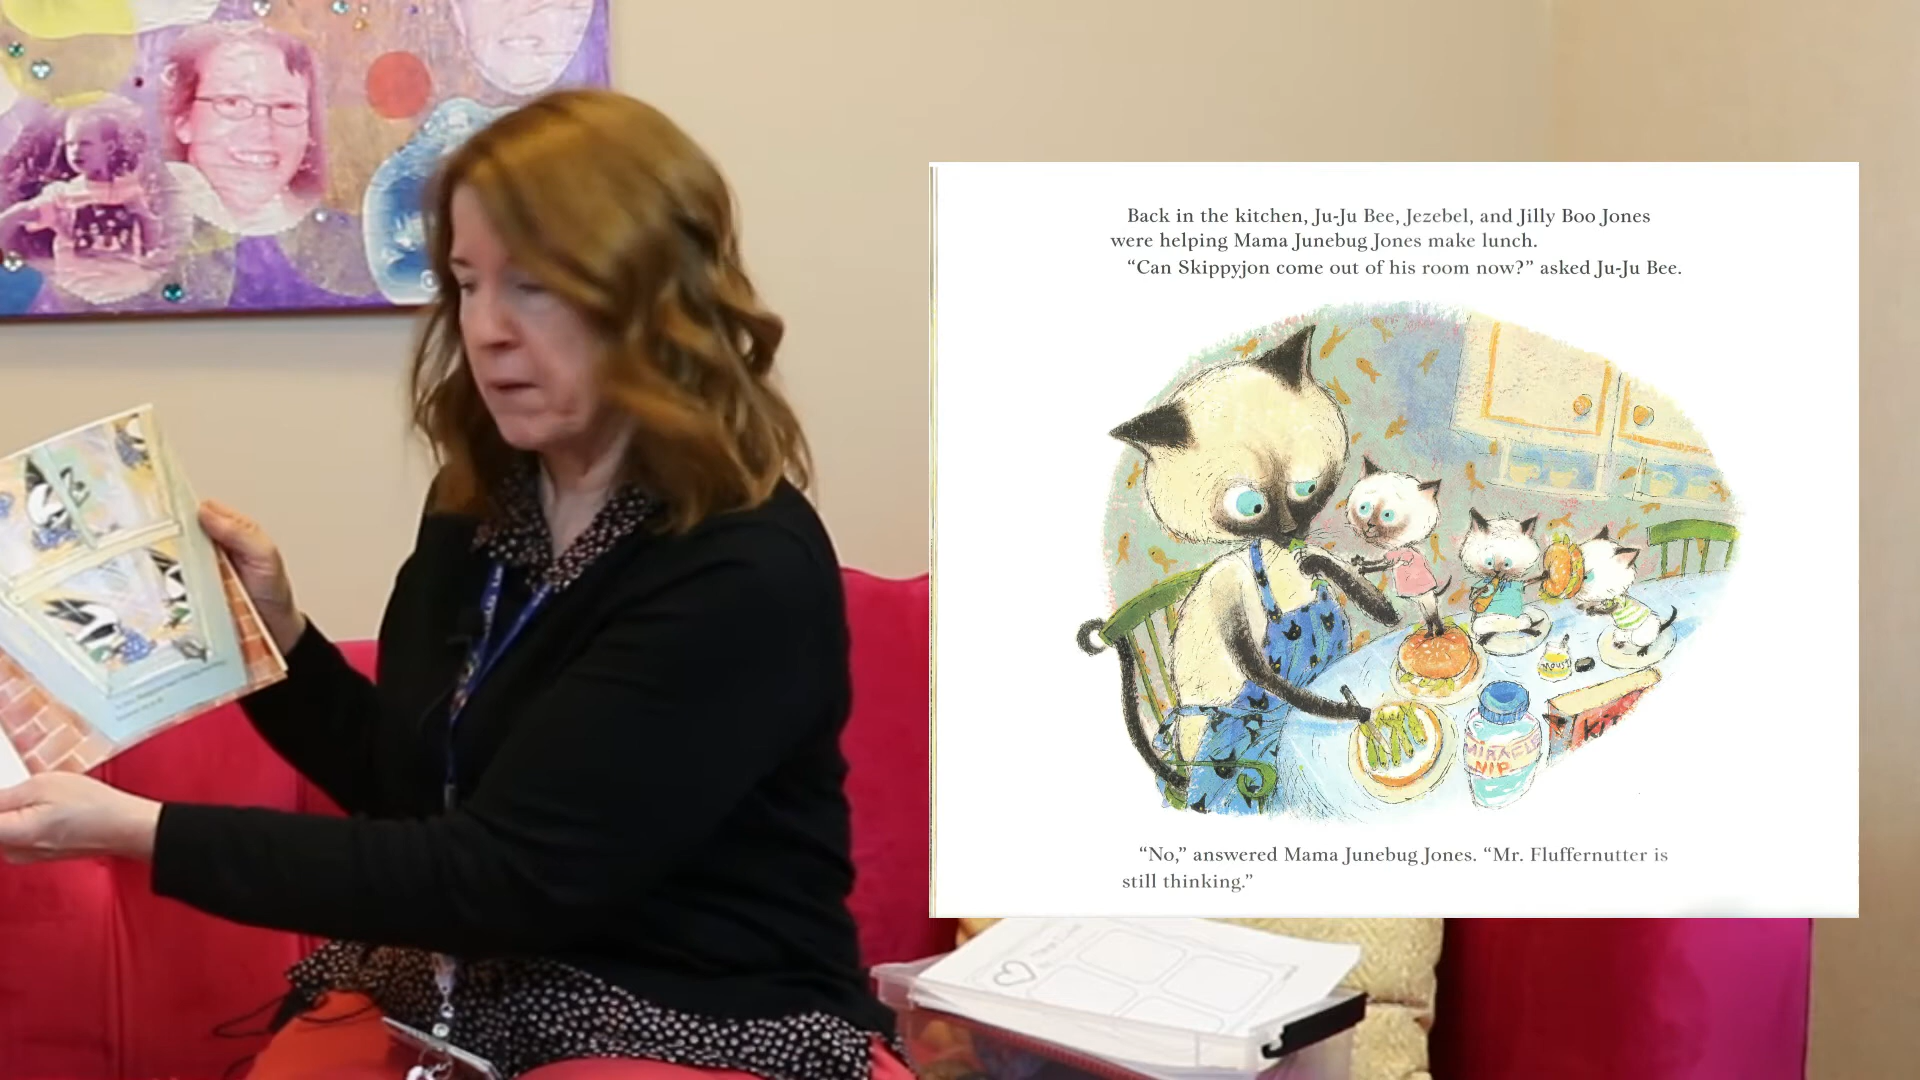 Back in the kitchen, Ju-Ju Bee, Jezebel, and Jilly Boo Jones
were helping Mama Junebug Jones make lunch.
“Can Skippyjon come out of his room now?” asked Ju-Ju Bee.
MIRACLE
NIP
“No,” answered Mama Junebug Jones. “Mr. Fluffernutter is
still thinking.”